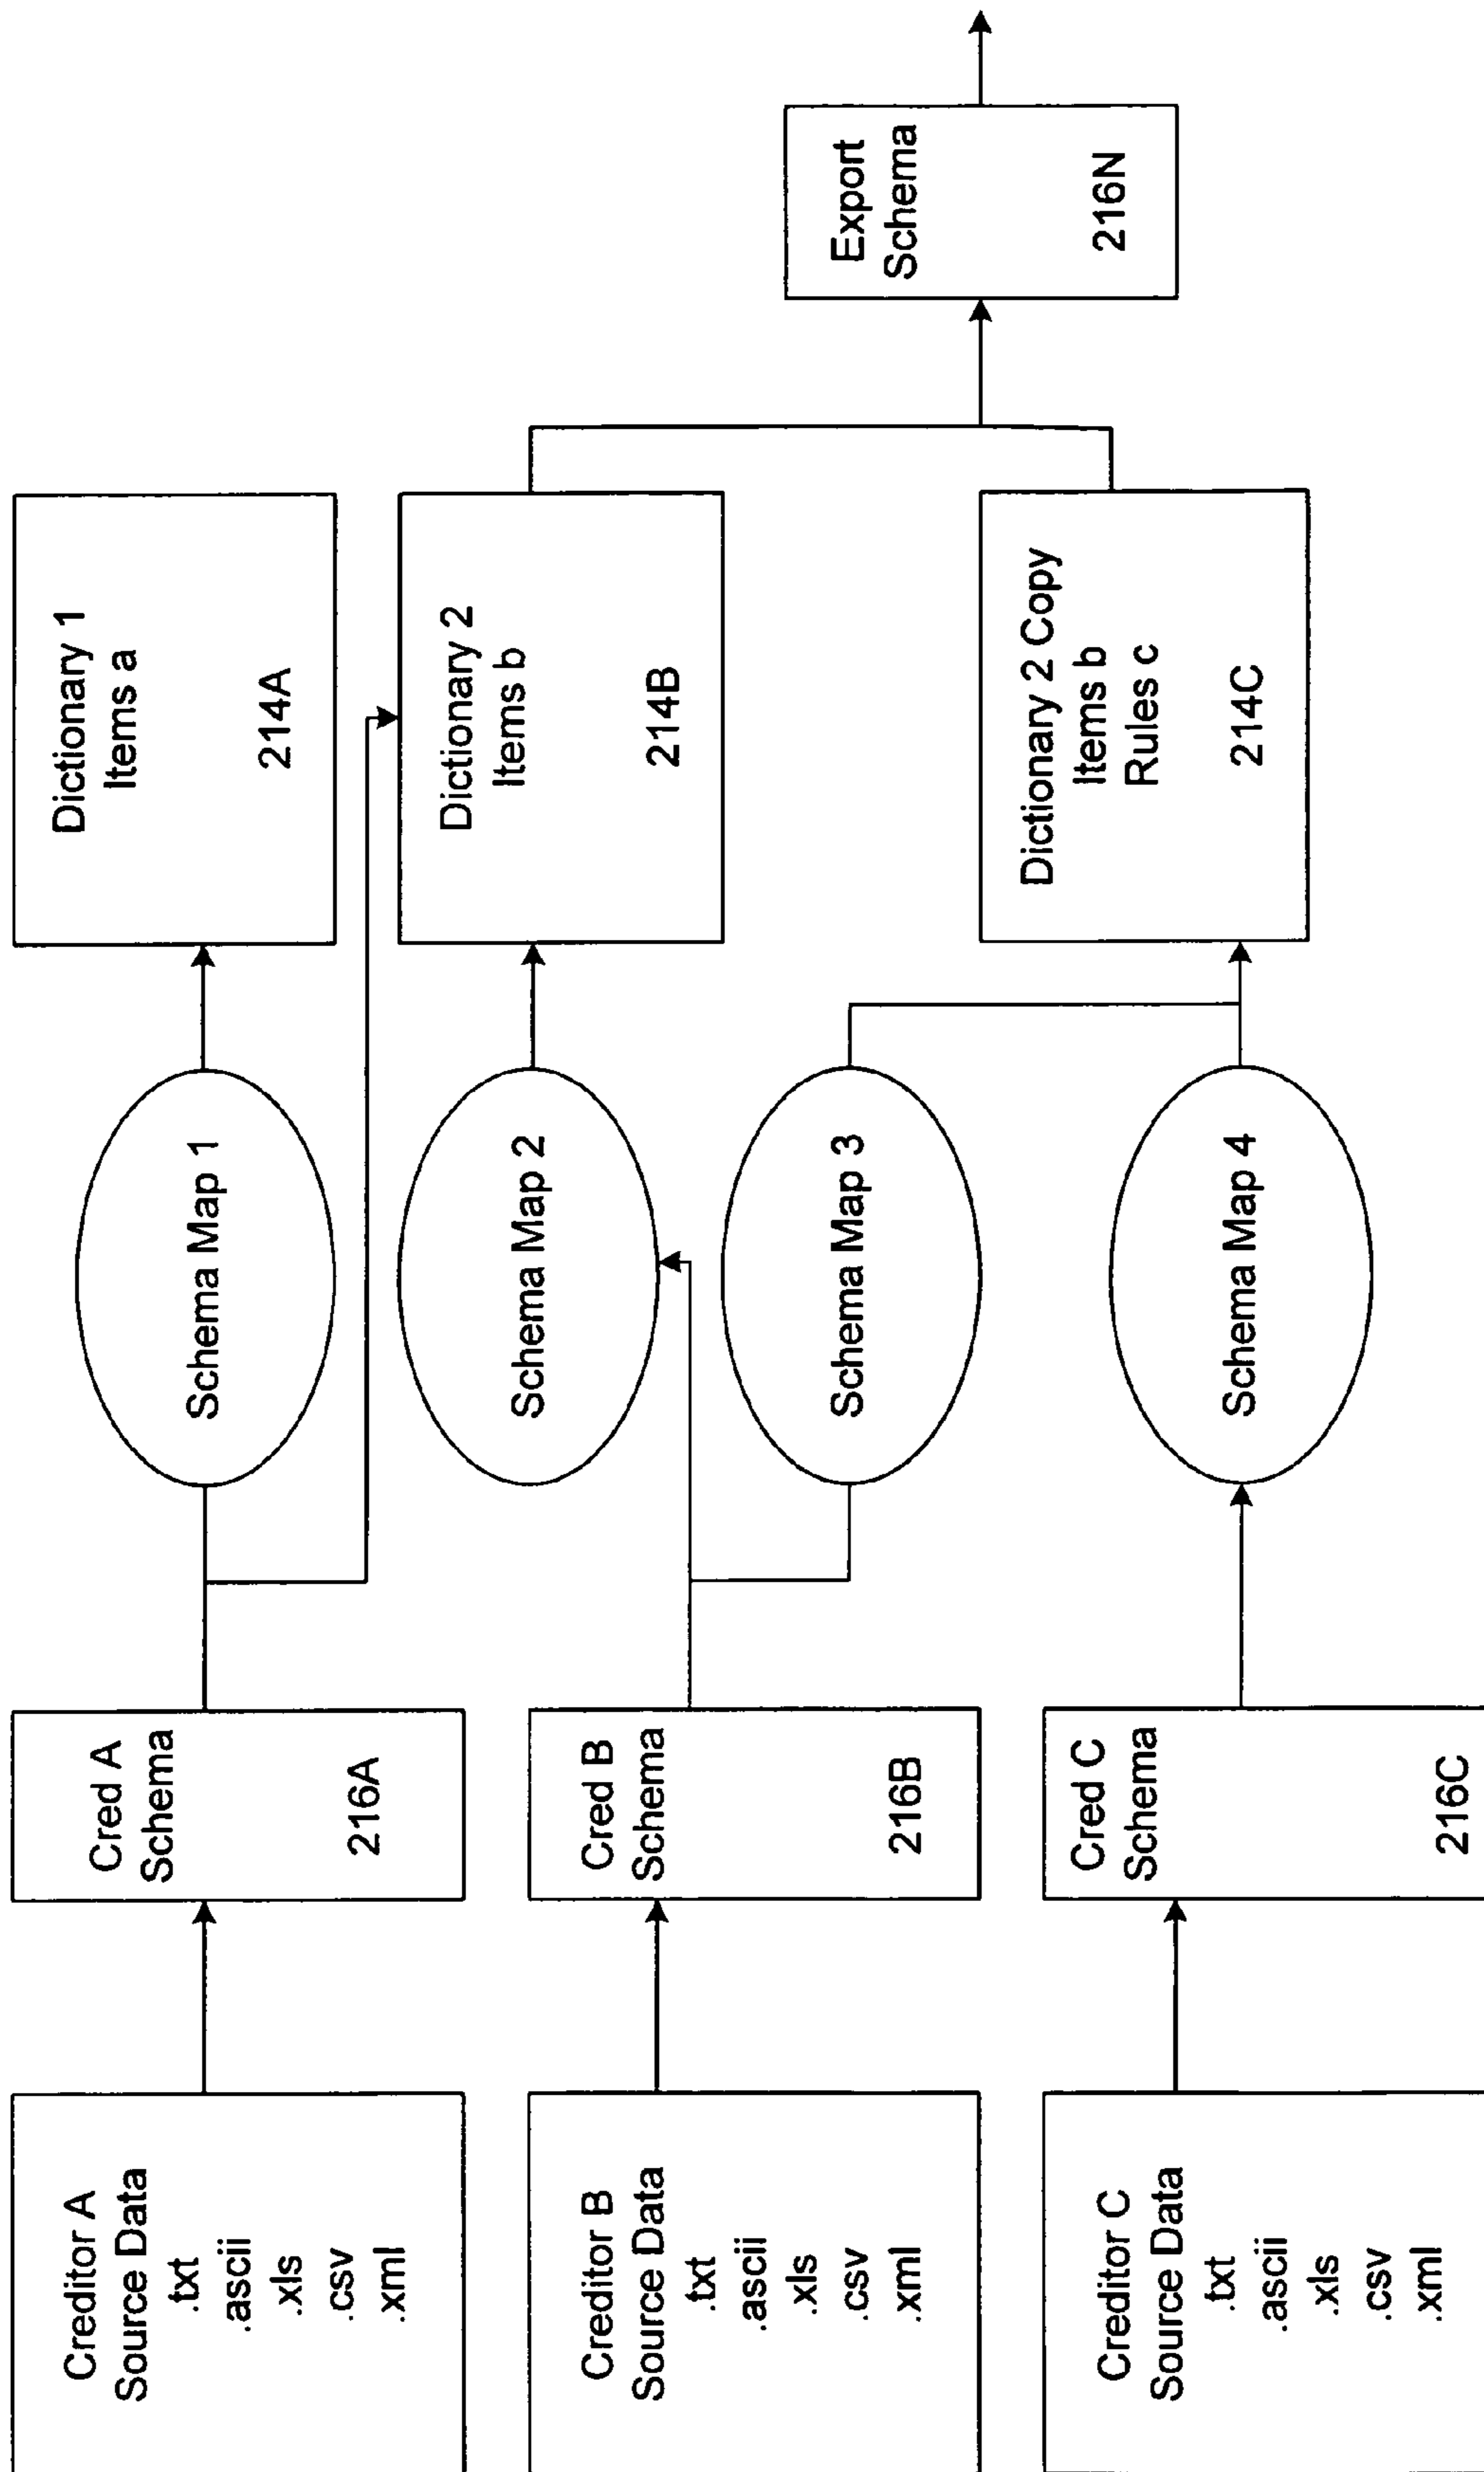 Creditor A
Source Data
.txt
.ascii
.xls
.csv
.xml
Cred A
Schema
216A
Schema Map 1
Dictionary 1
Items a
214A
Creditor B
Source Data
.txt
.ascii
.xls
.csv
.xml
Cred B
Schema
216B
Schema Map 2
Dictionary 2
Items b
214B
Schema Map 3
Export
Schema
216N
Creditor C
Source Data
.txt
.ascii
.xls
.csv
.xml
Cred C
Schema
216C
Schema Map 4
Dictionary 2 Copy
Items b
Rules c
214C